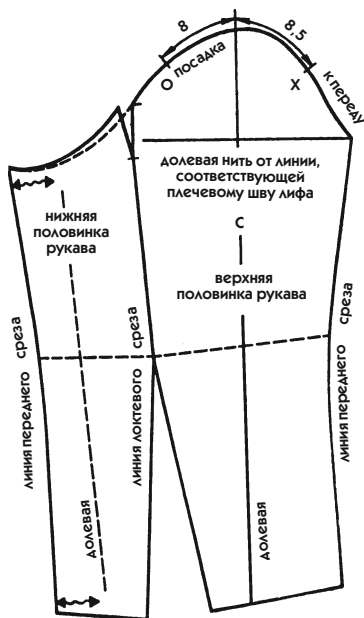 8
8,5
О посадка
Х
к переду
долевая нить от линии,
соответствующей
плечевому шву лифа
С
нижняя
половинка
рукава
верхняя
половинка рукава
линия переднего среза
линия локтевого среза
линия переднего среза
долевая
долевая